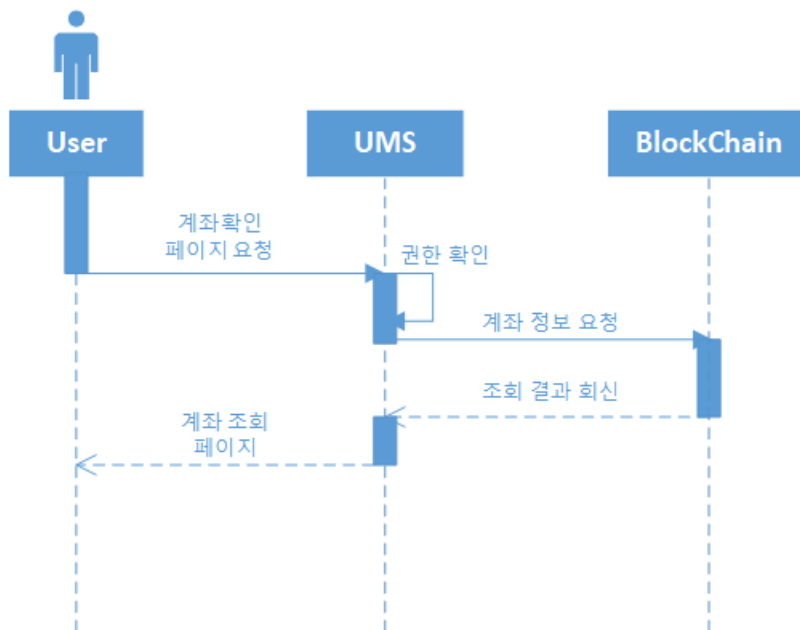 User
UMS
BlockChain
계좌확인
페이지 요청
권한 확인
계좌 정보 요청
조회 결과 회신
계좌 조회
페이지